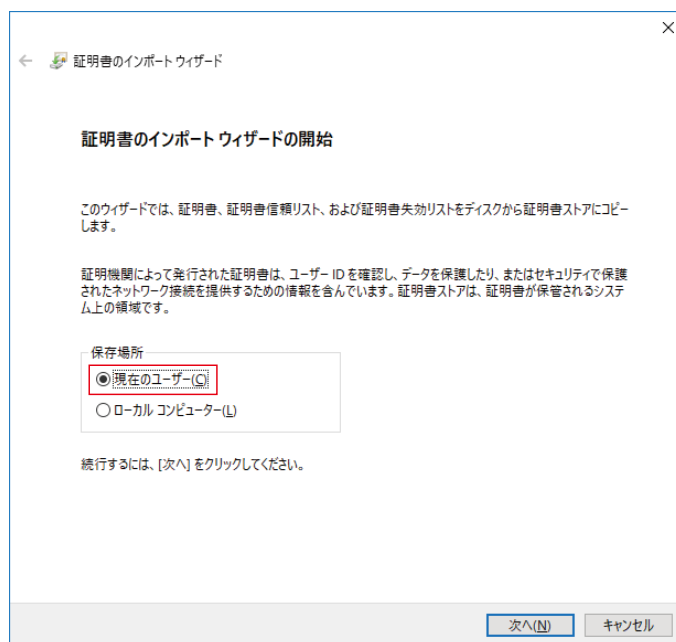 証明書のインポート ウィザード
証明書のインポート ウィザードの開始
このウィザードでは、証明書、証明書信頼リスト、および証明書失効リストをディスクから証明書ストアにコピー
します。
証明機関によって発行された証明書は、ユーザー ID を確認し、データを保護したり、またはセキュリティで保護
されたネットワーク接続を提供するための情報を含んでいます。証明書ストアは、証明書が保管されるシステ
ム上の領域です。
保存場所
現在のユーザー(C)
ローカル コンピューター(L)
続行するには、[次へ] をクリックしてください。
次へ(N)
キャンセル